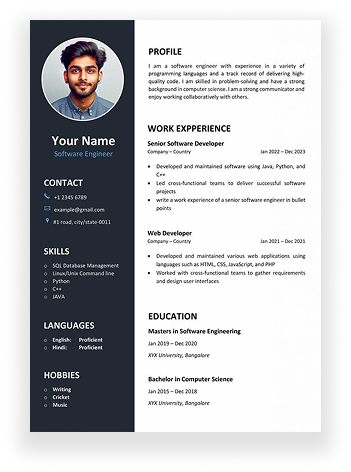 Your Name
Software Engineer
CONTACT
+1 2345 6789
example@gmail.com
#1 road, city/state-0011
SKILLS
SQL Database Management
Linux/Unix Command line
Python
C++
JAVA
LANGUAGES
English: Proficient
Hindi: Proficient
HOBBIES
Writing
Cricket
Music
PROFILE
I am a software engineer with experience in a variety of
programming languages and a track record of delivering high-
quality code. I am skilled in problem-solving and have a strong
background in computer science. I am a strong communicator and
enjoy working collaboratively with others.
WORK EXPPERIENCE
Senior Software Developer
Company – Country Jan 2022 – Dec 2023
Developed and maintained software using Java, Python, and
C++
Led cross-functional teams to deliver successful software
projects
write a work experience of a senior software engineer in bullet
points
Web Developer
Company – Country Jan 2021 – Dec 2021
Developed and maintained various web applications using
languages such as HTML, CSS, JavaScript, and PHP
Worked with cross-functional teams to gather requirements
and design user interfaces
EDUCATION
Masters in Software Engineering
Jan 2019 – Dec 2020
XYX University, Bangalore
Bachelor in Computer Science
Jan 2015 – Dec 2018
XYX University, Bangalore